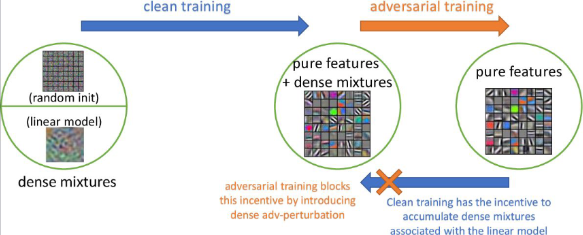 clean training
adversarial training
(random init)
(linear model)
dense mixtures
pure features
+ dense mixtures
pure features
adversarial training blocks
this incentive by introducing
dense adv-perturbation
Clean training has the incentive to
accumulate dense mixtures
associated with the linear model